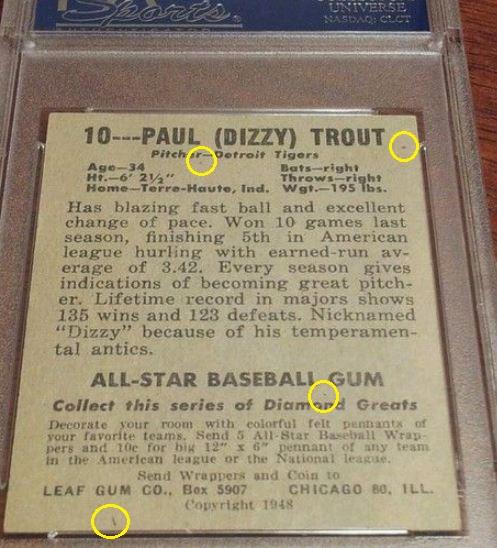 Sports
UNIVERSE
NASDAQ: CLCT
10---PAUL (DIZZY) TROUT
Pitcher—Detroit Tigers
Age—34 Bats—right
Ht.—6' 2½" Throws—right
Home—Terre-Haute, Ind. Wgt.—195 lbs.
Has blazing fast ball and excellent
change of pace. Won 10 games last
season, finishing 5th in American
league hurling with earned-run av-
erage of 3.42. Every season gives
indications of becoming great pitch-
er. Lifetime record in majors shows
135 wins and 123 defeats. Nicknamed
"Dizzy" because of his temperamen-
tal antics.
ALL-STAR BASEBALL GUM
Collect this series of Diamond Greats
Decorate your room with colorful felt pennants of
your favorite teams. Send 5 All-Star Baseball Wrap-
pers and 10c for big 12" x 6" pennant of any team
in the American league or the National league.
Send Wrappers and Coin to
LEAF GUM CO., Box 5907 CHICAGO 80, ILL.
Copyright 1948